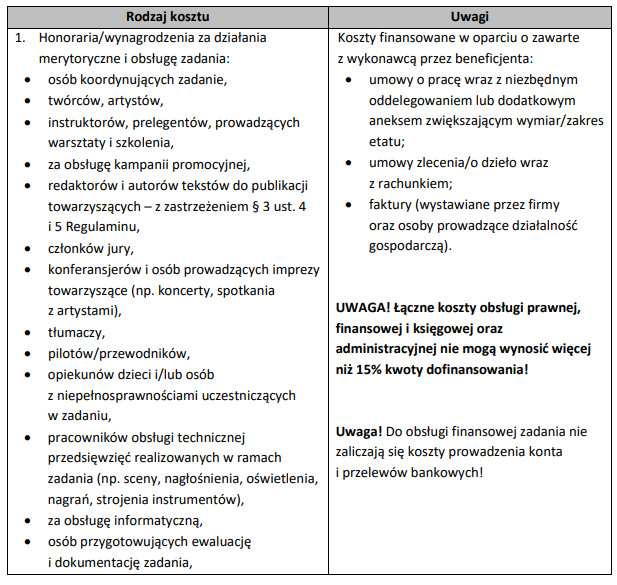 Rodzaj kosztu
1. Honoraria/wynagrodzenia za działania
merytoryczne i obsługę zadania:
• osób koordynujących zadanie,
• twórców, artystów,
• instruktorów, prelegentów, prowadzących
warsztaty i szkolenia,
• za obsługę kampanii promocyjnej,
• redaktorów i autorów tekstów do publikacji
towarzyszących – z zastrzeżeniem § 3 ust. 4
i 5 Regulaminu,
• członków jury,
• konferansjerów i osób prowadzących imprezy
towarzyszące (np. koncerty, spotkania
z artystami),
• tłumaczy,
• pilotów/przewodników,
• opiekunów dzieci i/lub osób
z niepełnosprawnościami uczestniczących
w zadaniu,
• pracowników obsługi technicznej
przedsięwzięć realizowanych w ramach
zadania (np. sceny, nagłośnienia, oświetlenia,
nagrań, strojenia instrumentów),
• za obsługę informatyczną,
• osób przygotowujących ewaluację
i dokumentację zadania,
Uwagi
Koszty finansowane w oparciu o zawarte
z wykonawcą przez beneficjenta:
• umowy o pracę wraz z niezbędnym
oddelegowaniem lub dodatkowym
aneksem zwiększającym wymiar/zakres
etatu;
• umowy zlecenia/o dzieło wraz
z rachunkiem;
• faktury (wystawiane przez firmy
oraz osoby prowadzące działalność
gospodarczą).
UWAGA! Łączne koszty obsługi prawnej,
finansowej i księgowej oraz
administracyjnej nie mogą wynosić więcej
niż 15% kwoty dofinansowania!
Uwaga! Do obsługi finansowej zadania nie
zaliczają się koszty prowadzenia konta
i przelewów bankowych!